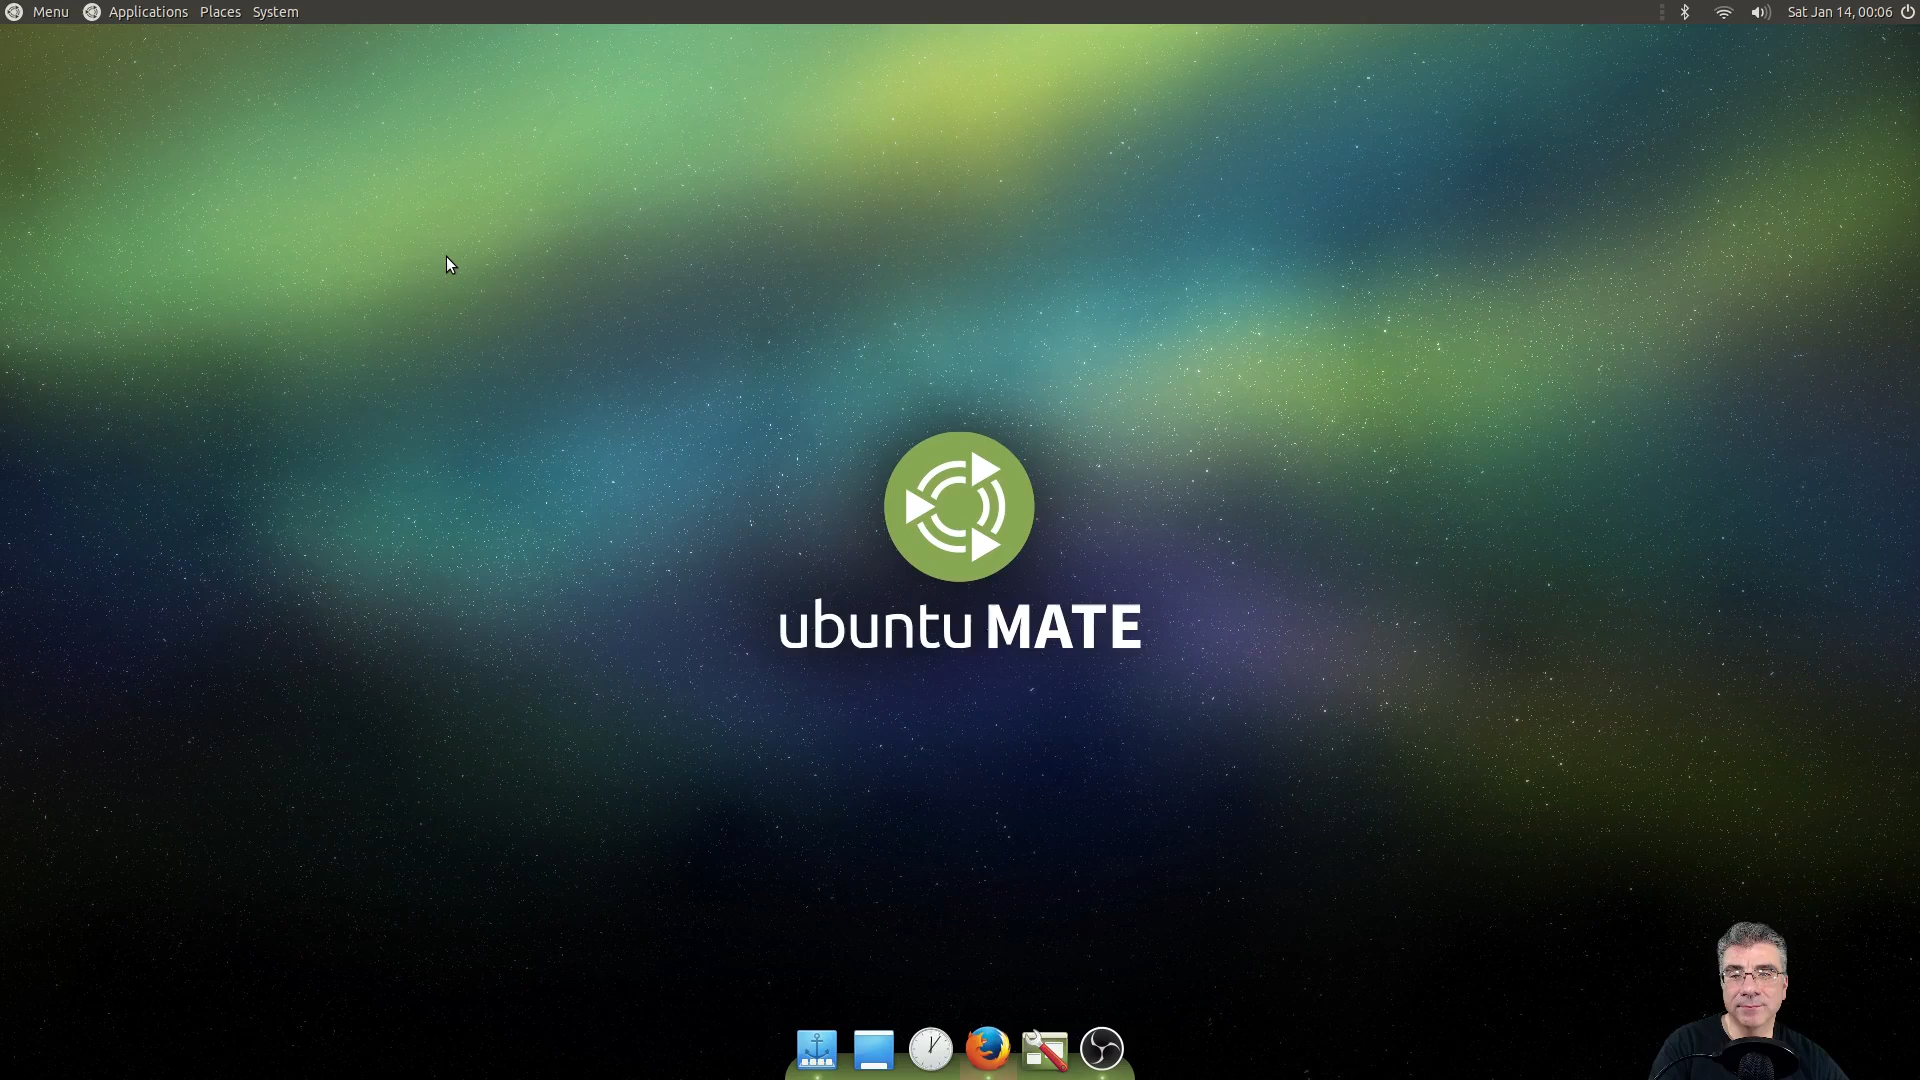 Menu Applications Places System Sat Jan 14, 00:06
ubuntu MATE